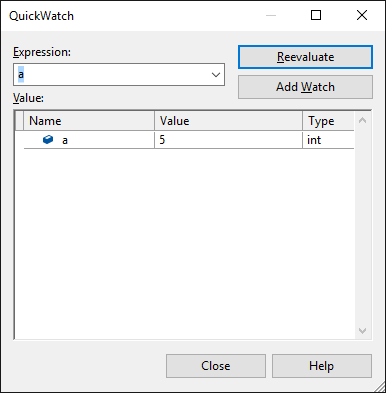 QuickWatch
Expression:
Reevaluate
a
Add Watch
Value:
Name Value Type
a 5 int
Close Help